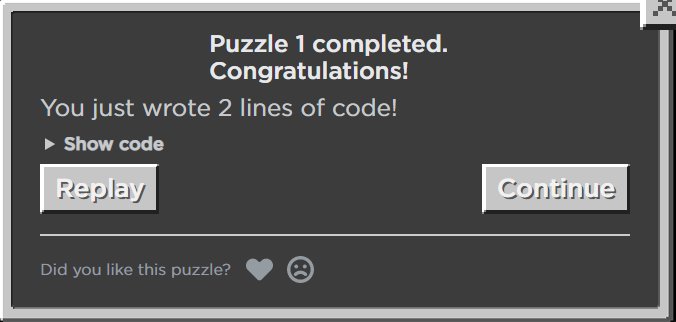 Puzzle 1 completed.
Congratulations!
You just wrote 2 lines of code!
Show code
Replay
Continue
Did you like this puzzle?